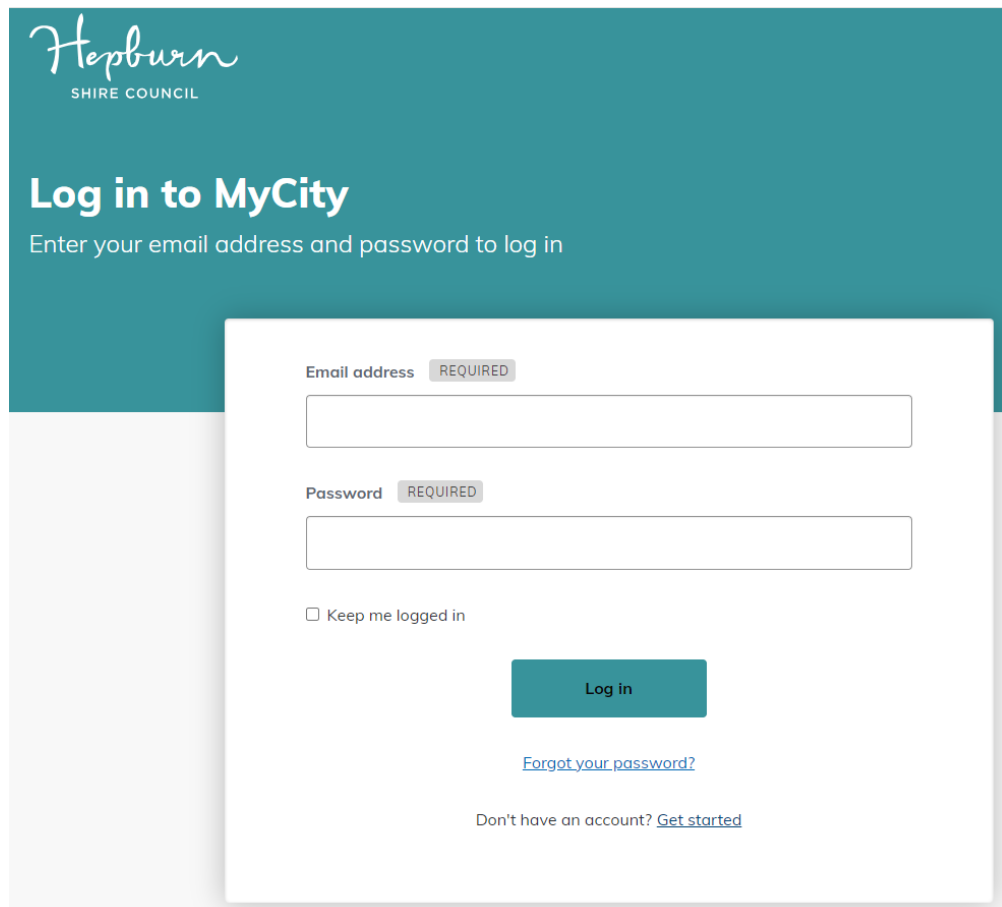 Hepburn
SHIRE COUNCIL
Log in to MyCity
Enter your email address and password to log in
Email address REQUIRED
Password REQUIRED
Keep me logged in
Log in
Forgot your password?
Don't have an account? Get started